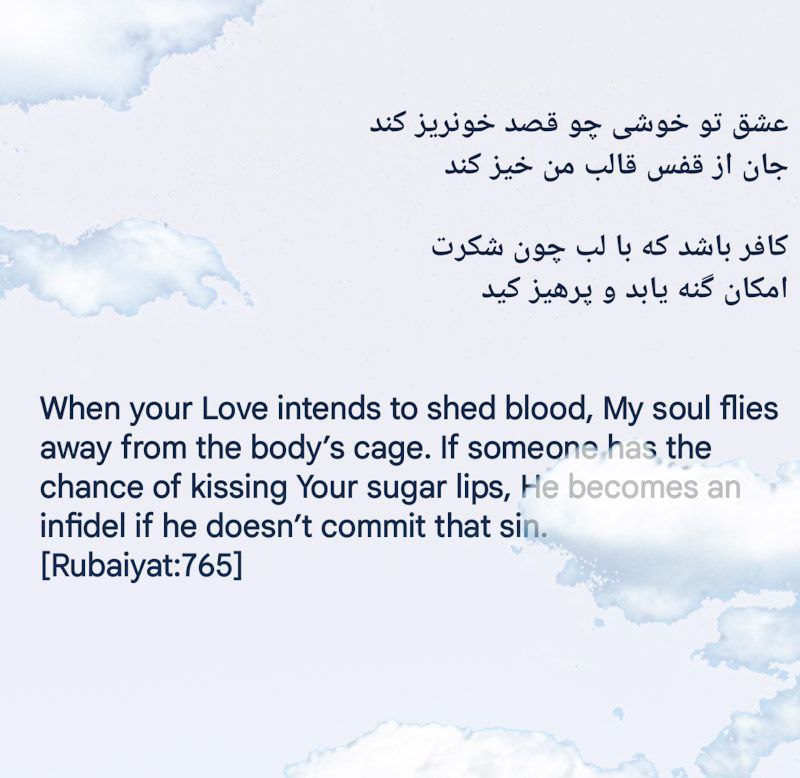 عشق تو خوشی چو قصد خونریز کند
جان از قفس قالب من خیز کند
کافر باشد که با لب چون شکرت
امکان گنه یابد و پرهیز کید
When your Love intends to shed blood, My soul flies
away from the body’s cage. If someone has the
chance of kissing Your sugar lips, He becomes an
infidel if he doesn’t commit that sin.
[Rubaiyat:765]